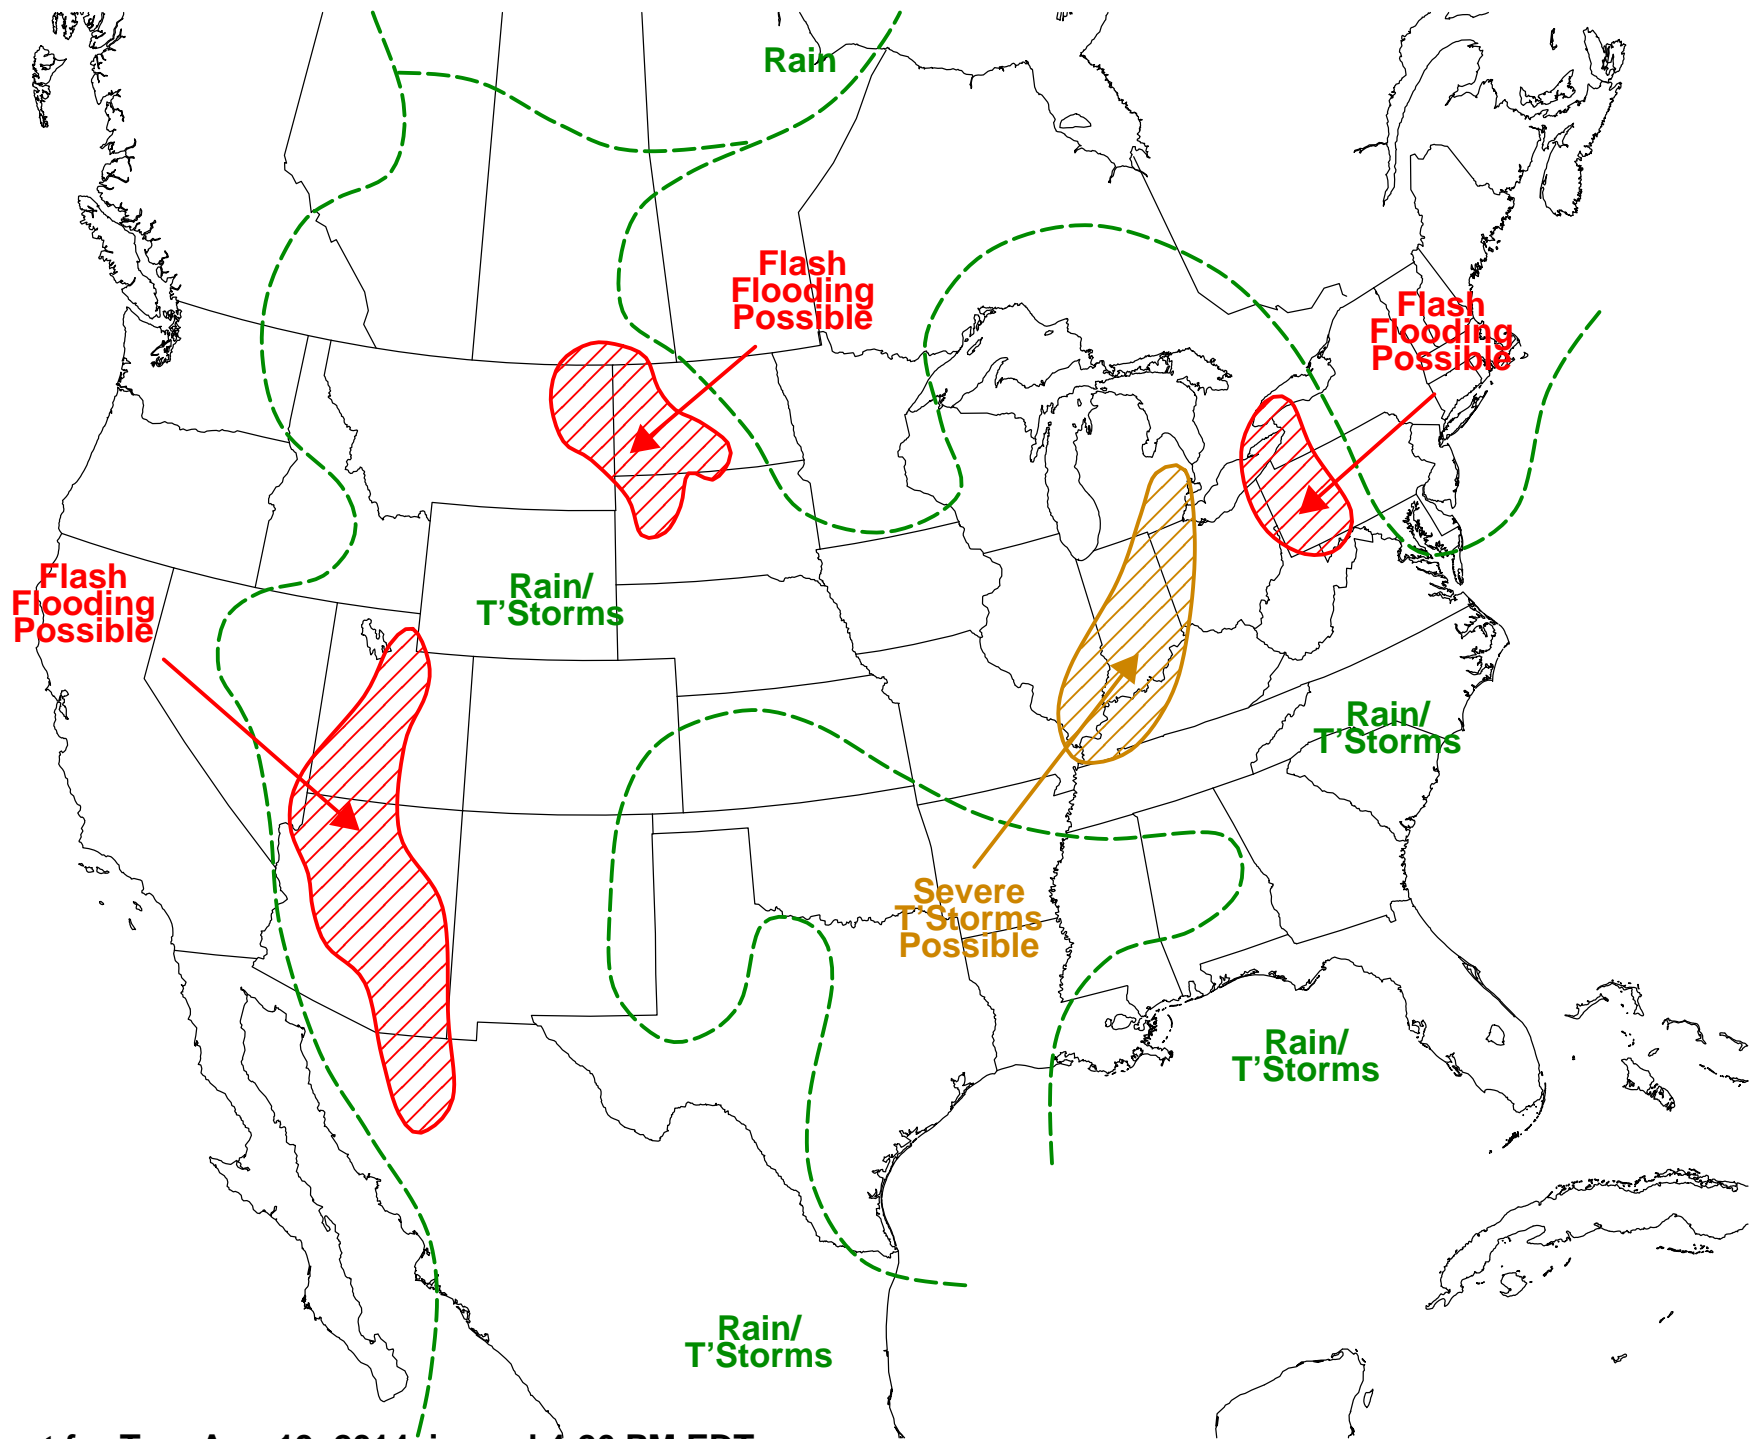 Rain
Flash
Flooding
Possible
Flash
Flooding
Possible
Flash
Flooding
Possible
Rain/
T'Storms
Rain/
T'Storms
Severe
T'Storms
Possible
Rain/
T'Storms
Rain/
T'Storms